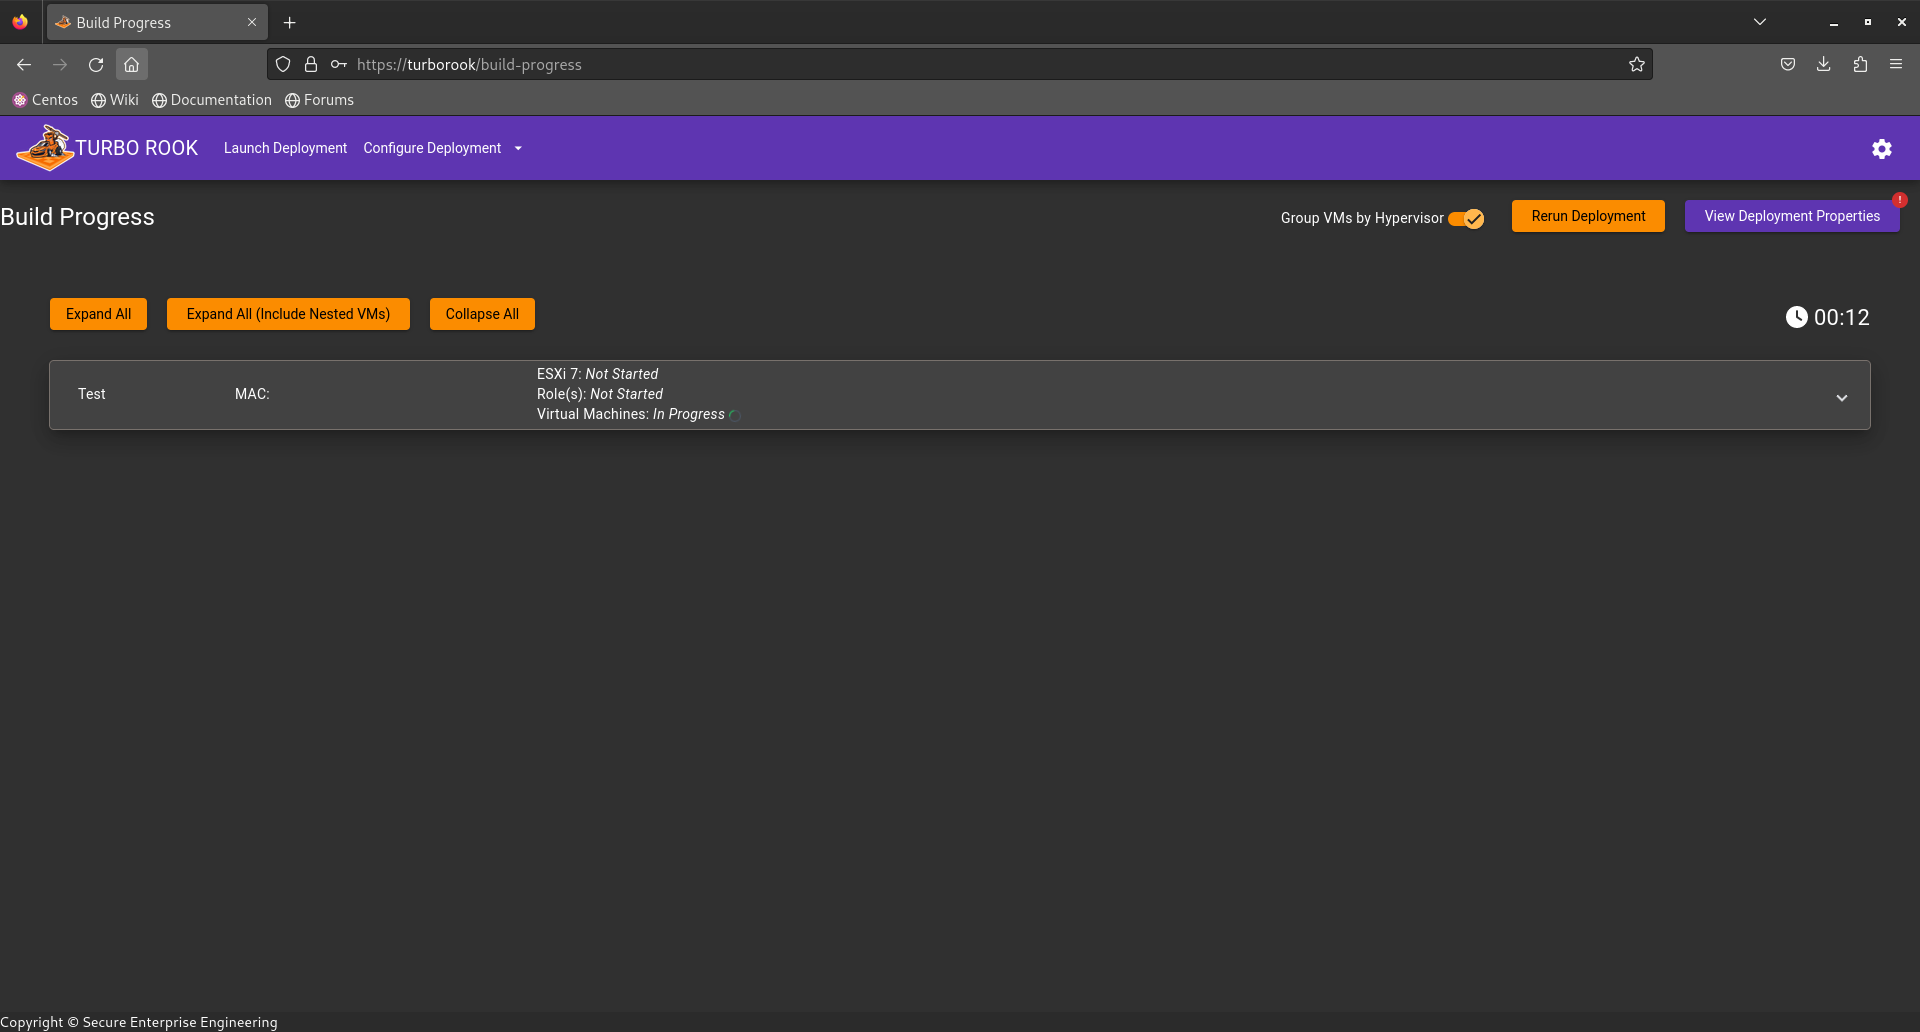 Build Progress
https://turborook/build-progress
Centos Wiki Documentation Forums
TURBO ROOK Launch Deployment Configure Deployment
Build Progress
Group VMs by Hypervisor Rerun Deployment View Deployment Properties !
Expand All Expand All (Include Nested VMs) Collapse All 00:12
Test MAC:
ESXi 7: Not Started
Role(s): Not Started
Virtual Machines: In Progress
Copyright © Secure Enterprise Engineering